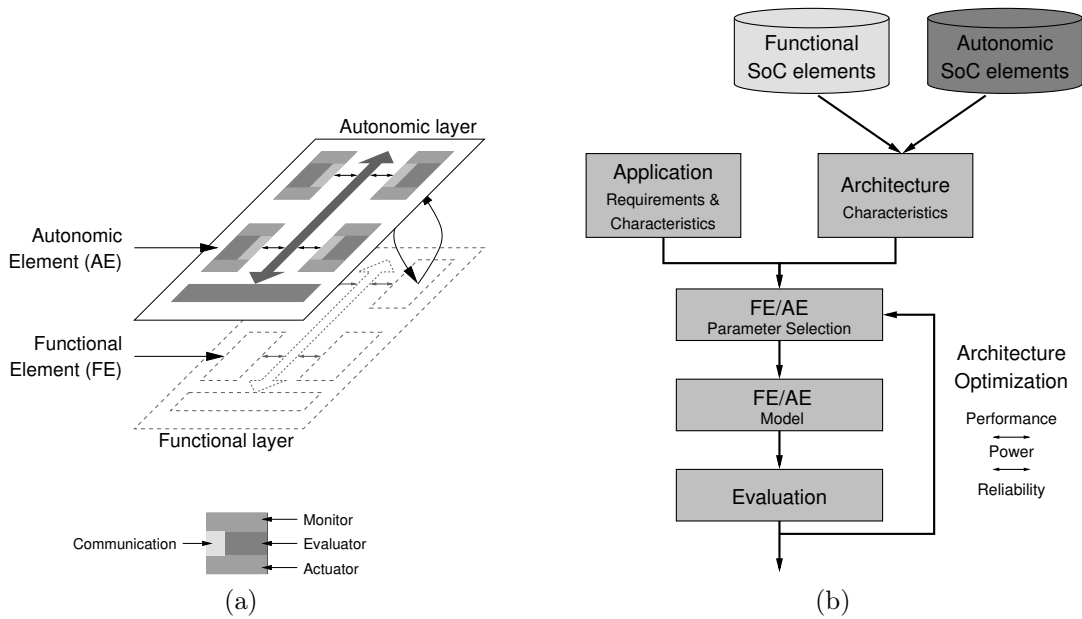 Autonomic layer
Autonomic
Element (AE)
Functional
Element (FE)
Functional layer
Communication
Monitor
Evaluator
Actuator
(a)
Functional
SoC elements
Autonomic
SoC elements
Application
Requirements &
Characteristics
Architecture
Characteristics
FE/AE
Parameter Selection
FE/AE
Model
Evaluation
Architecture
Optimization
Performance
Power
Reliability
(b)